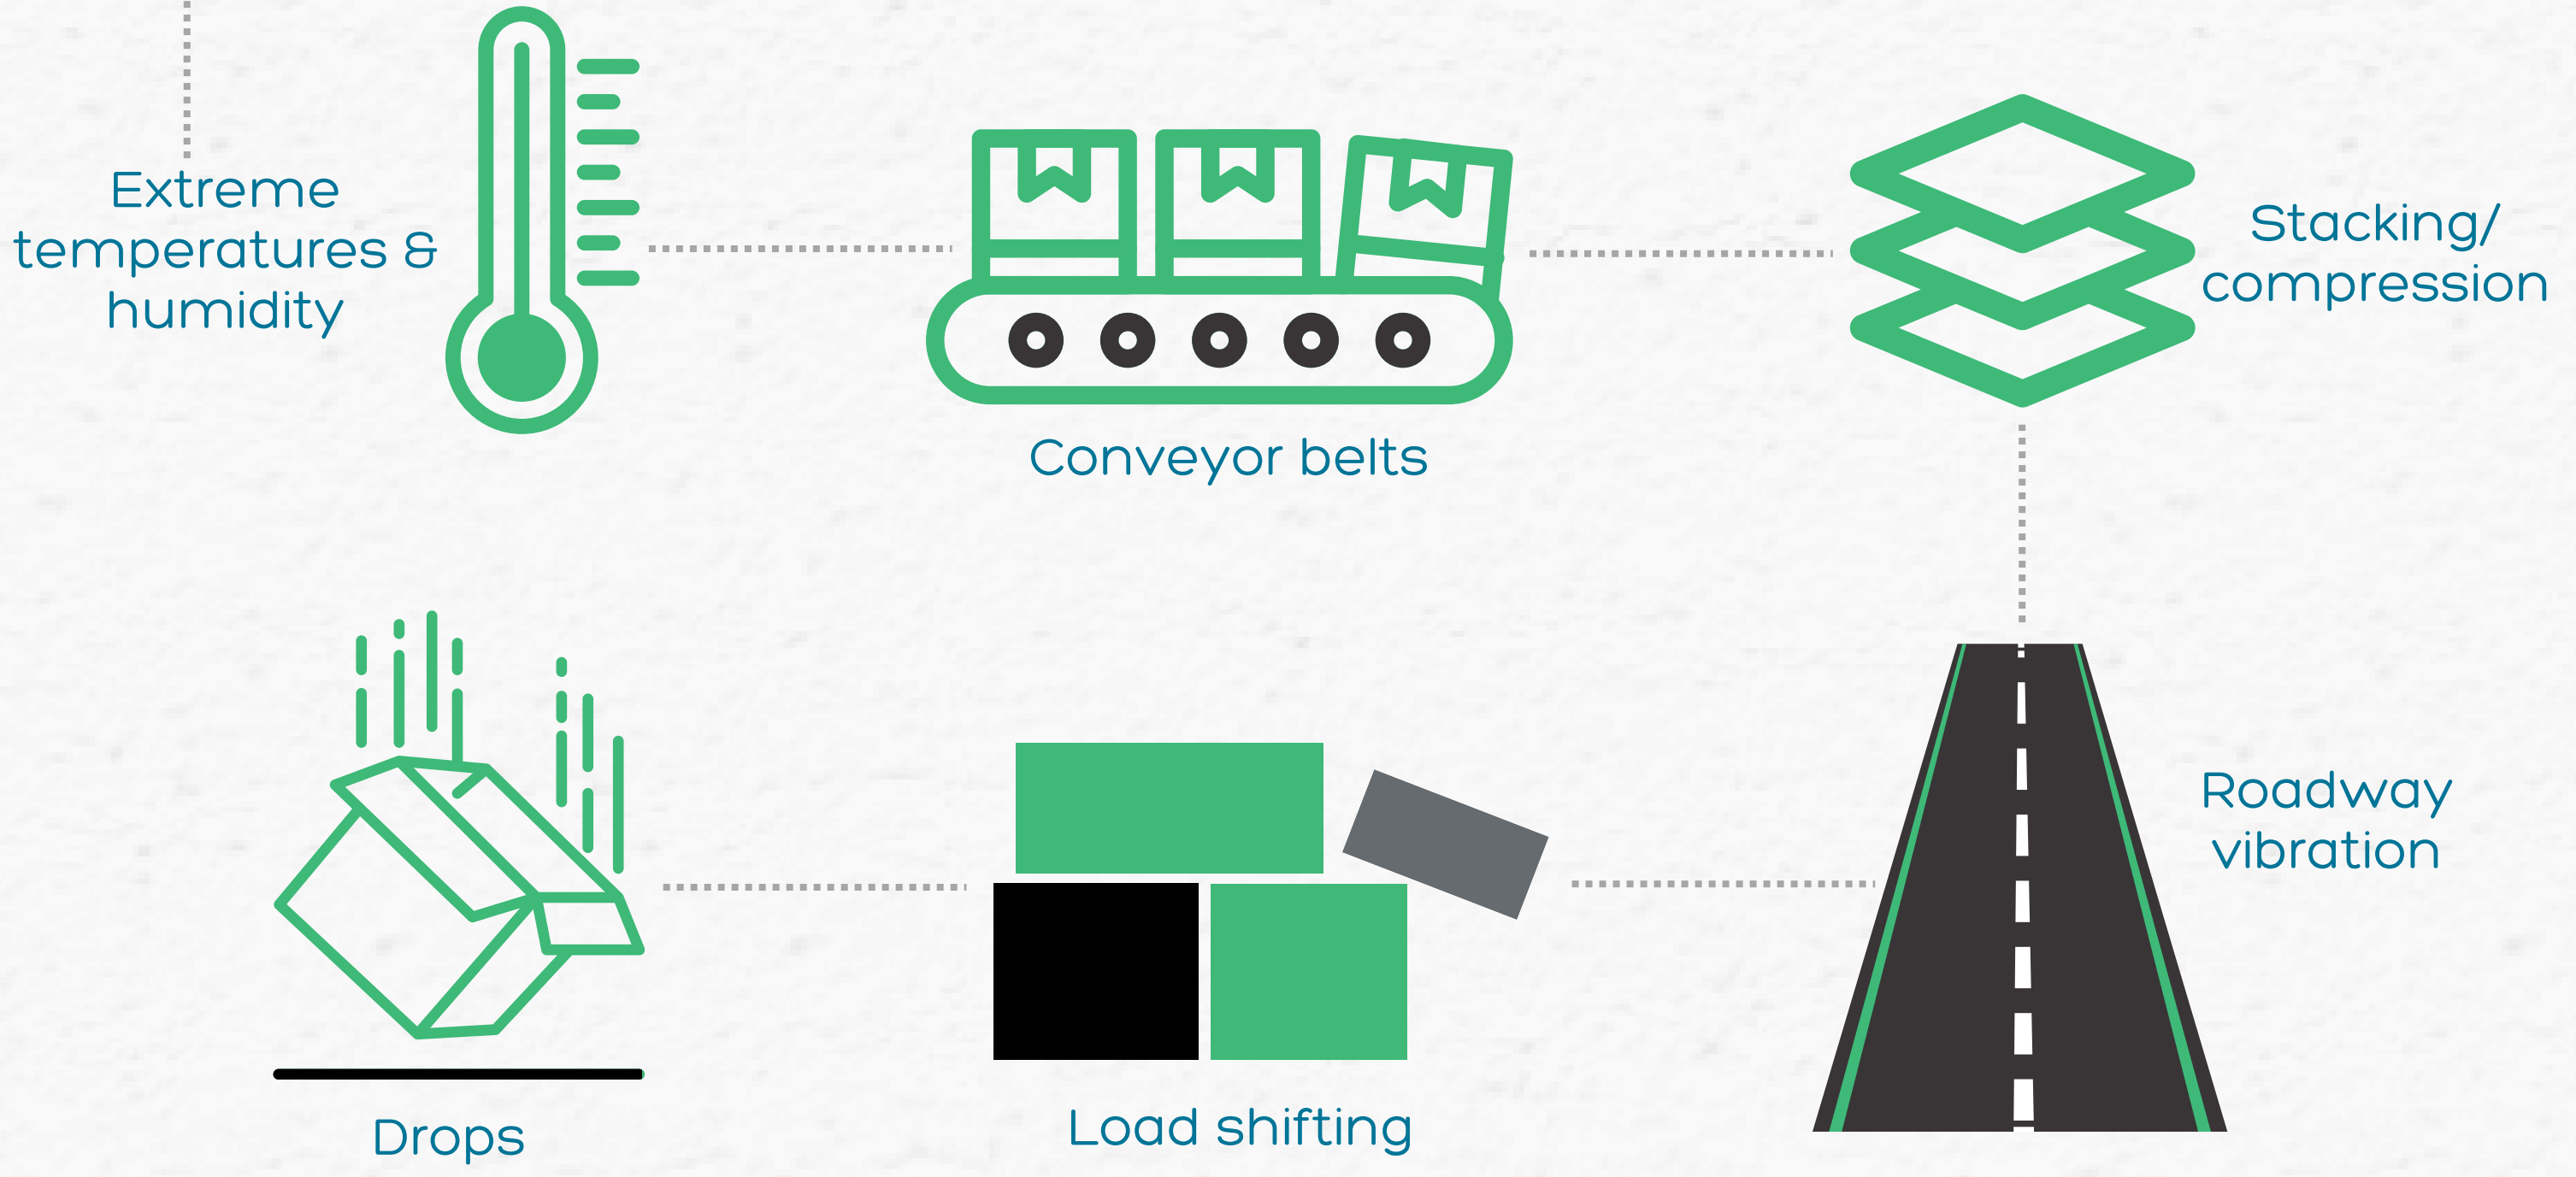 Extreme
temperatures &
humidity
Conveyor belts
Stacking/
compression
Roadway
vibration
Load shifting
Drops